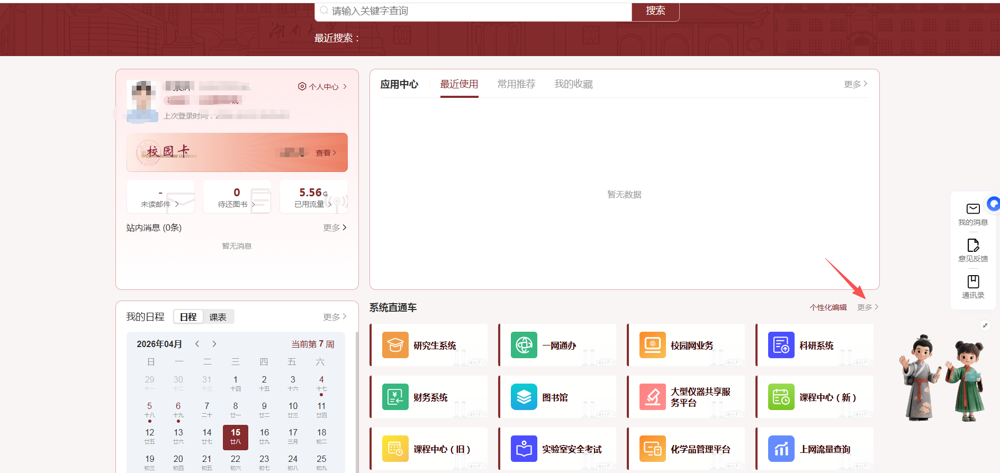 请输入关键字查询
搜索
湖南大学
最近搜索：
个人中心
上次登录时间：2
校园卡
查看
-
未读邮件
0
待还图书
5.56G
已用流量
站内消息 (0条)
更多
暂无消息
应用中心
最近使用
常用推荐
我的收藏
更多
暂无数据
我的消息
意见反馈
通讯录
我的日程
日程
课表
更多
2026年04月
当前第 7 周
日 一 二 三 四 五 六
29 30 31 1 2 3 4
十一 十二 十三 十四 十五 十六 十七
5 6 7 8 9 10 11
十八 十九 二十 廿一 廿二 廿三 廿四
12 13 14 15 16 17 18
廿五 廿六 廿七 廿八 廿九 三月 初二
19 20 21 22 23 24 25
初三 初四 初五 初六 初七 初八 初九
系统直通车
个性化编辑
更多
研究生系统
一网通办
校园网业务
科研系统
财务系统
图书馆
大型仪器共享服
务平台
课程中心（新）
课程中心（旧）
实验室安全考试
化学品管理平台
上网流量查询